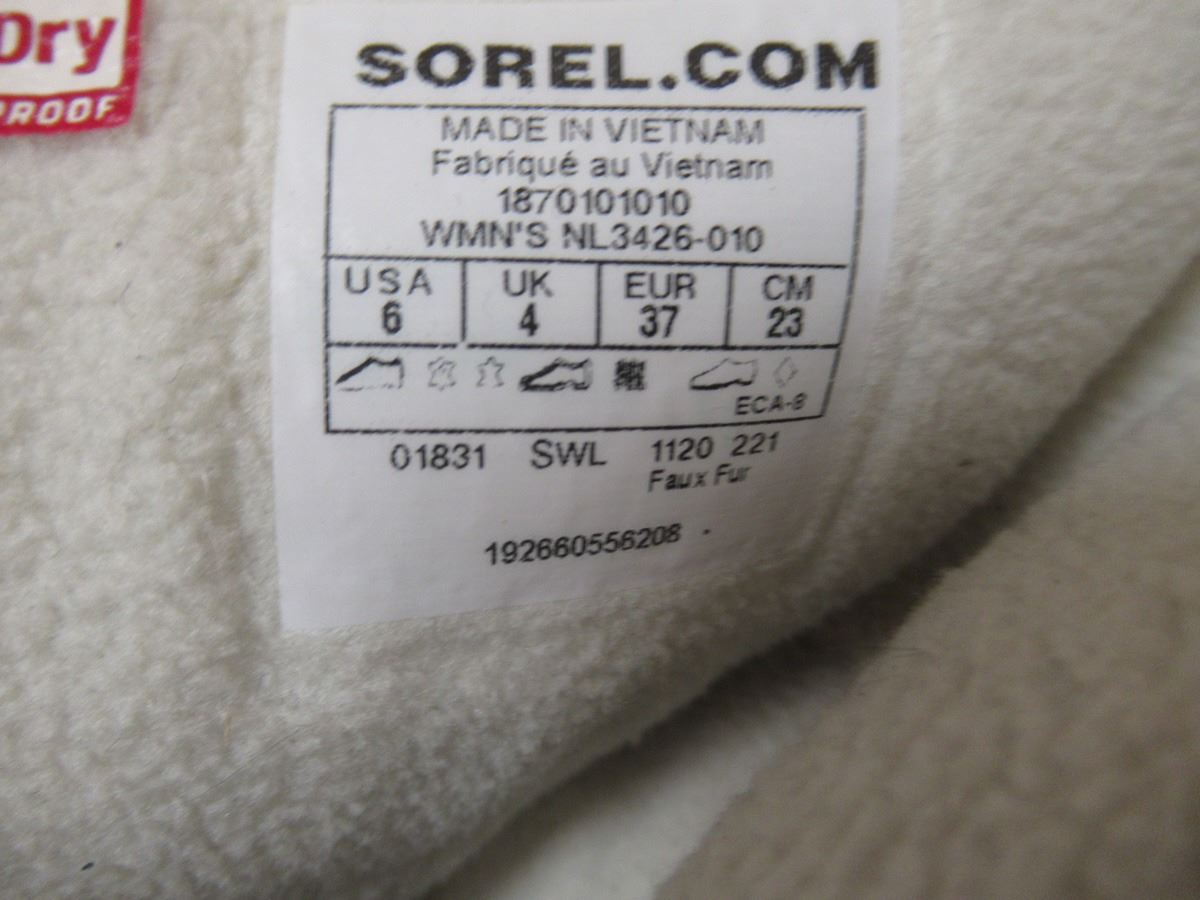 Dry
PROOF
SOREL.COM
MADE IN VIETNAM
Fabriqué au Vietnam
1870101010
WMN'S NL3426-010
USA UK EUR CM
6 4 37 23
ECA-8
01831 SWL 1120 221
Faux Fur
192660556208